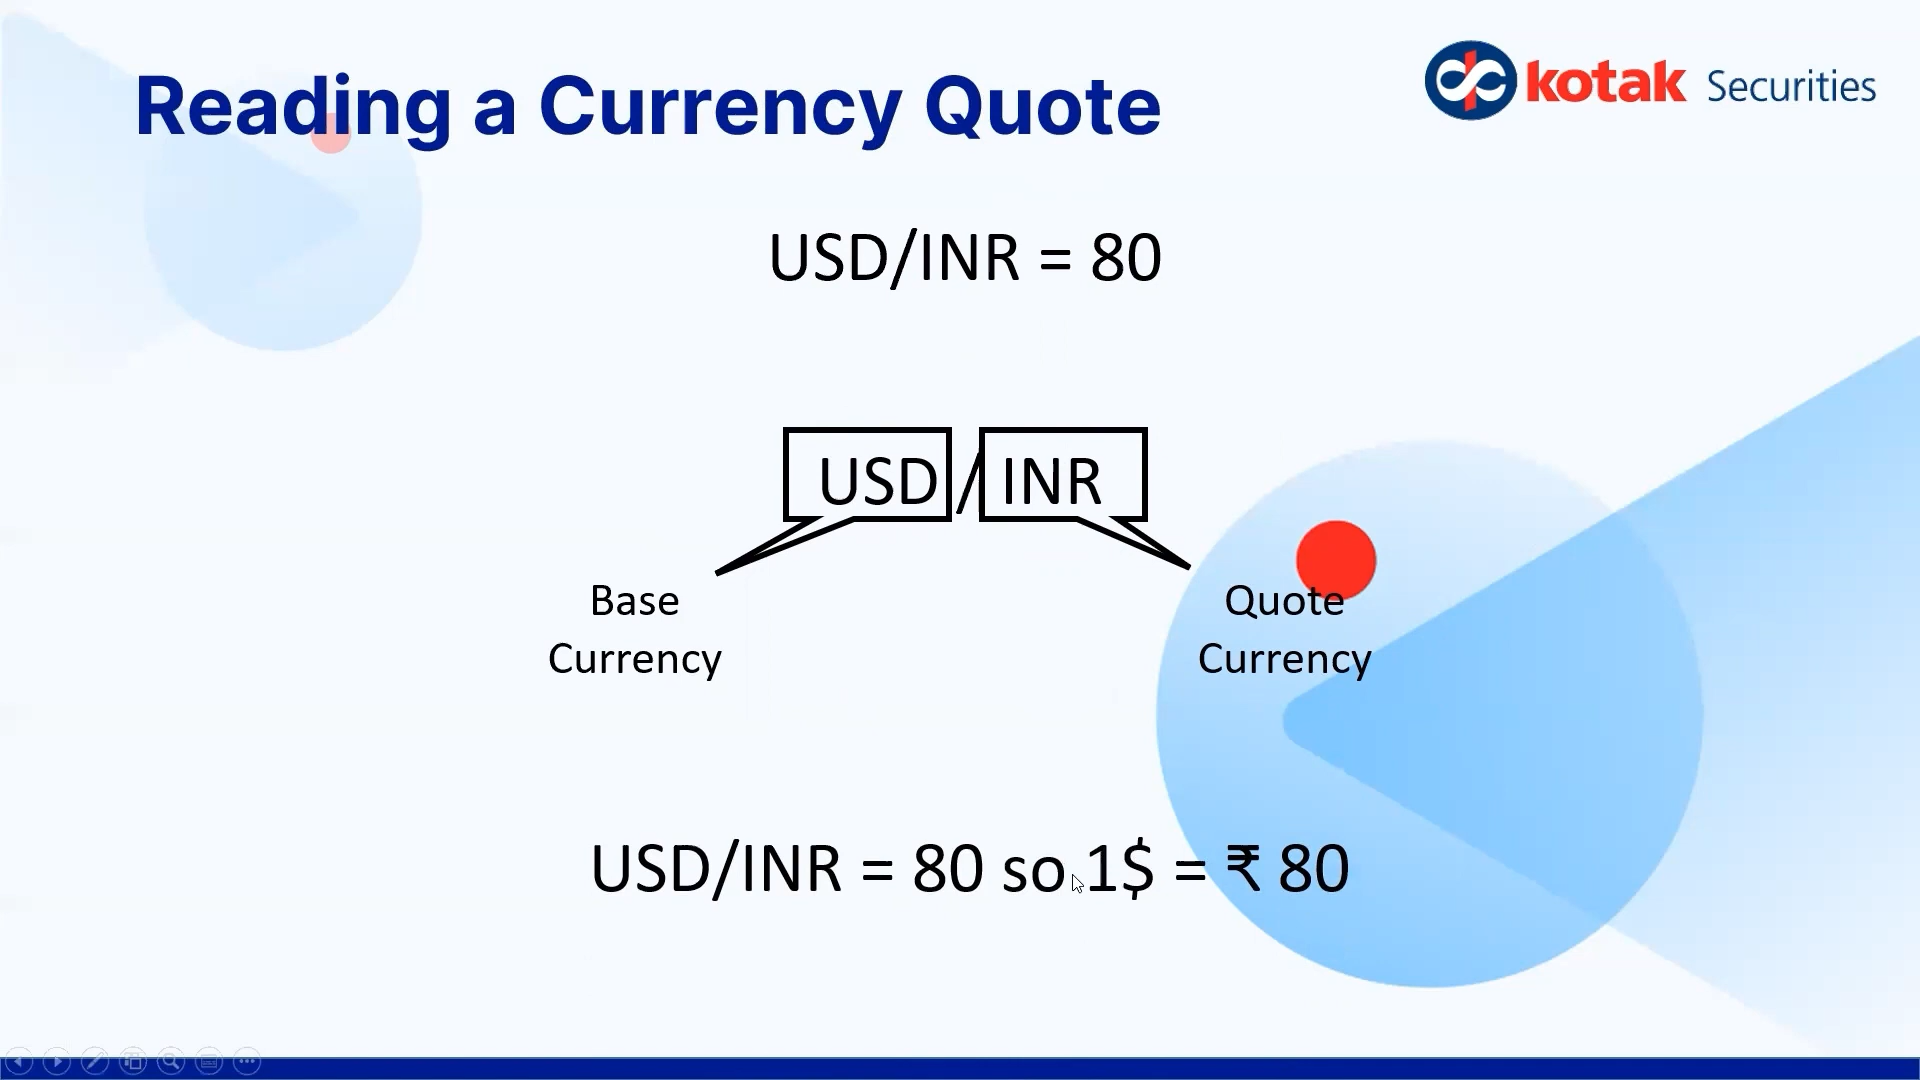 Reading a Currency Quote
kotak Securities
USD/INR = 80
USD/INR
Base
Currency
Quote
Currency
USD/INR = 80 so 1$ = ₹ 80